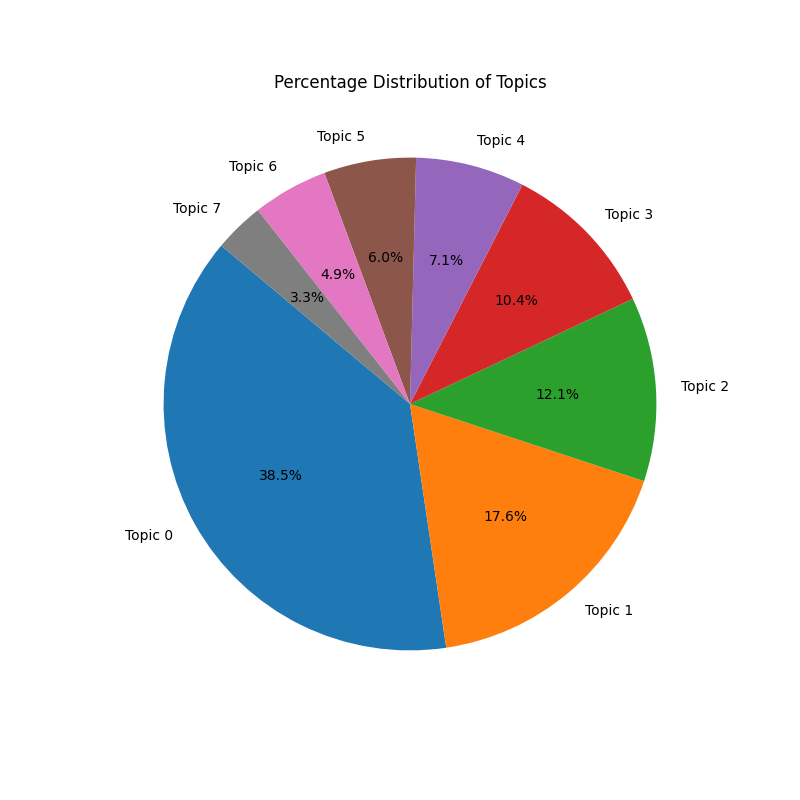 Percentage Distribution of Topics
Topic 5
Topic 4
Topic 6
Topic 7
Topic 3
6.0%
7.1%
4.9%
3.3%
10.4%
Topic 2
12.1%
38.5%
17.6%
Topic 0
Topic 1